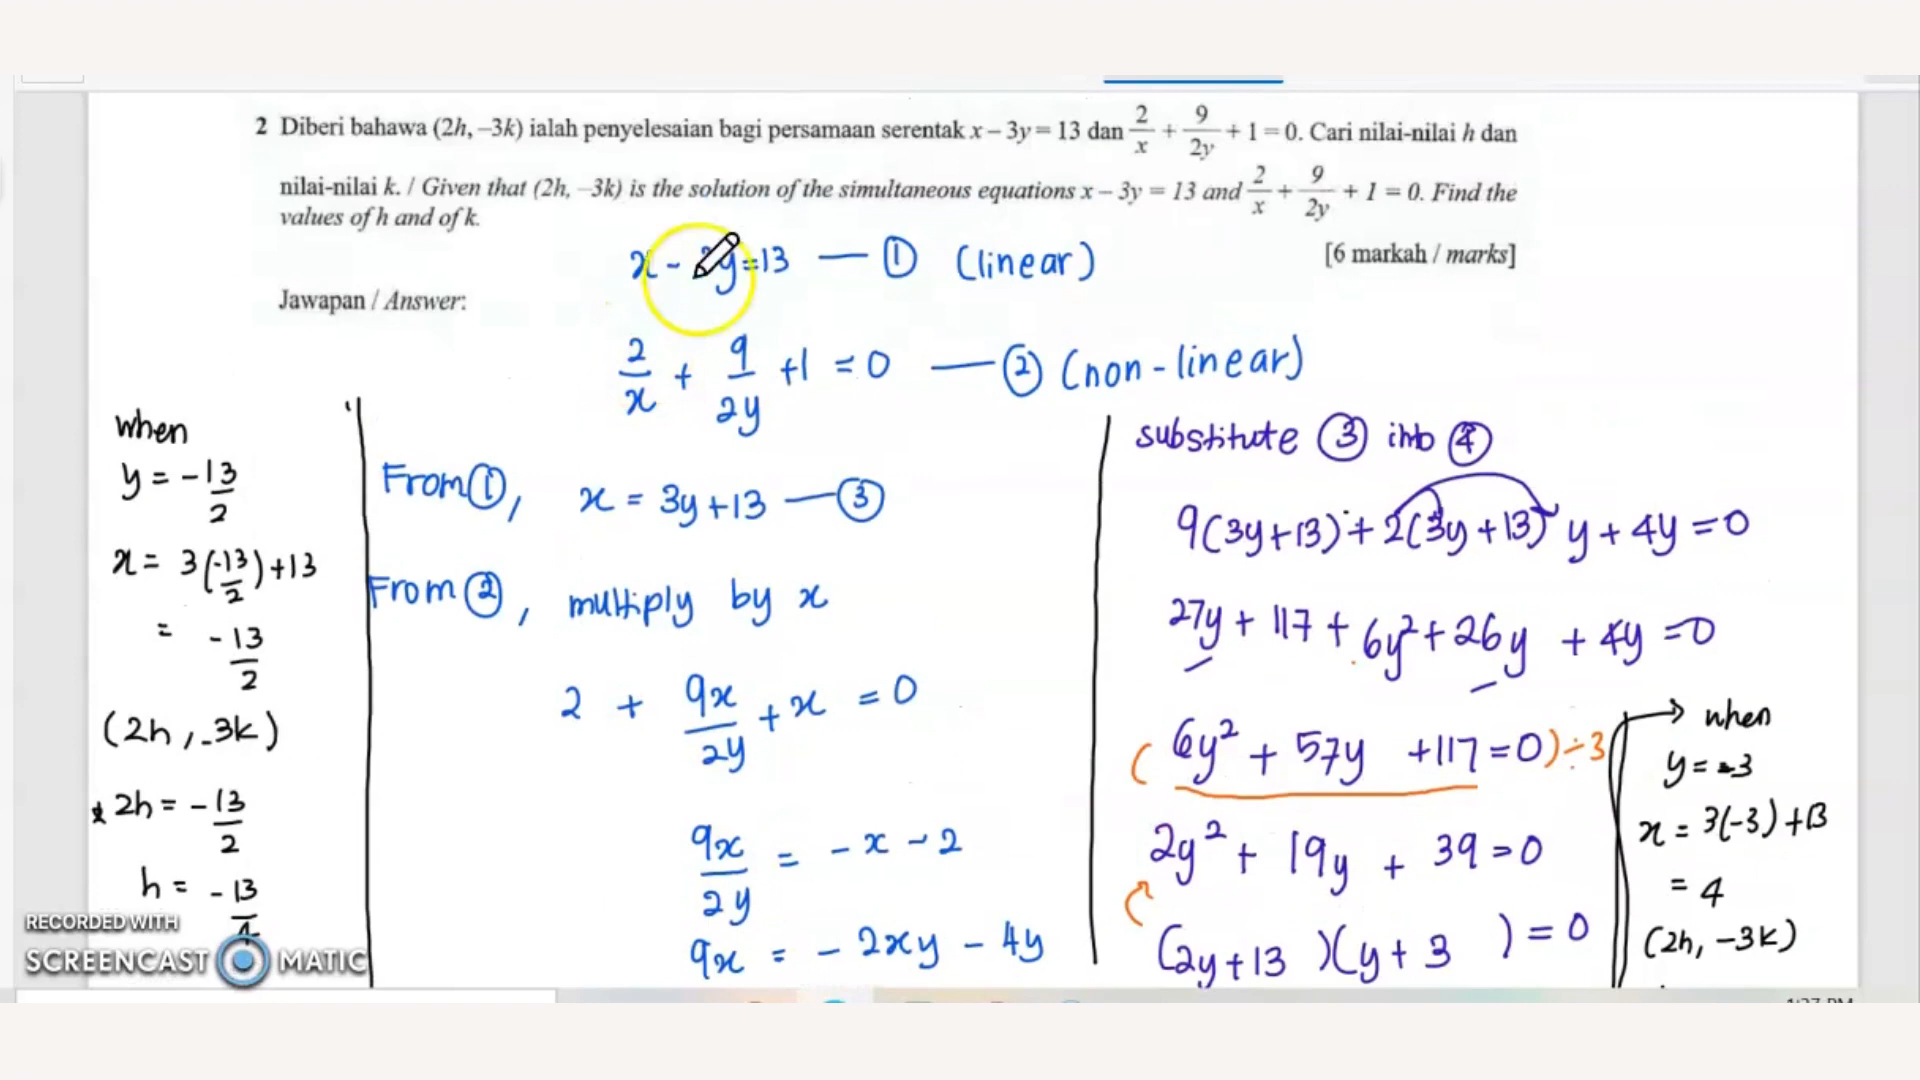 2 Diberi bahawa (2h, –3k) ialah penyelesaian bagi persamaan serentak x – 3y = 13 dan 2/x + 9/2y + 1 = 0. Cari nilai-nilai h dan
nilai-nilai k. / Given that (2h, –3k) is the solution of the simultaneous equations x – 3y = 13 and 2/x + 9/2y + 1 = 0. Find the
values of h and of k.
[6 markah / marks]
Jawapan / Answer:
x - 3y = 13 — ① (linear)
2/x + 9/2y + 1 = 0 — ② (non-linear)
From ①, x = 3y + 13 — ③
From ②, multiply by x
2 + 9x/2y + x = 0
9x/2y = - x - 2
9x = - 2xy - 4y
substitute ③ into ④
9(3y+13) + 2(3y+13)y + 4y = 0
27y + 117 + 6y² + 26y + 4y = 0
(6y² + 57y + 117 = 0) ÷ 3
2y² + 19y + 39 = 0
(2y+13)(y+3) = 0
when
y = -3
x = 3(-3)+13
= 4
(2h, -3k)
when
y = -13/2
x = 3(-13/2)+13
= -13/2
(2h, -3k)
2h = -13/2
h = -13/4
RECORDED WITH
SCREENCAST MATIC